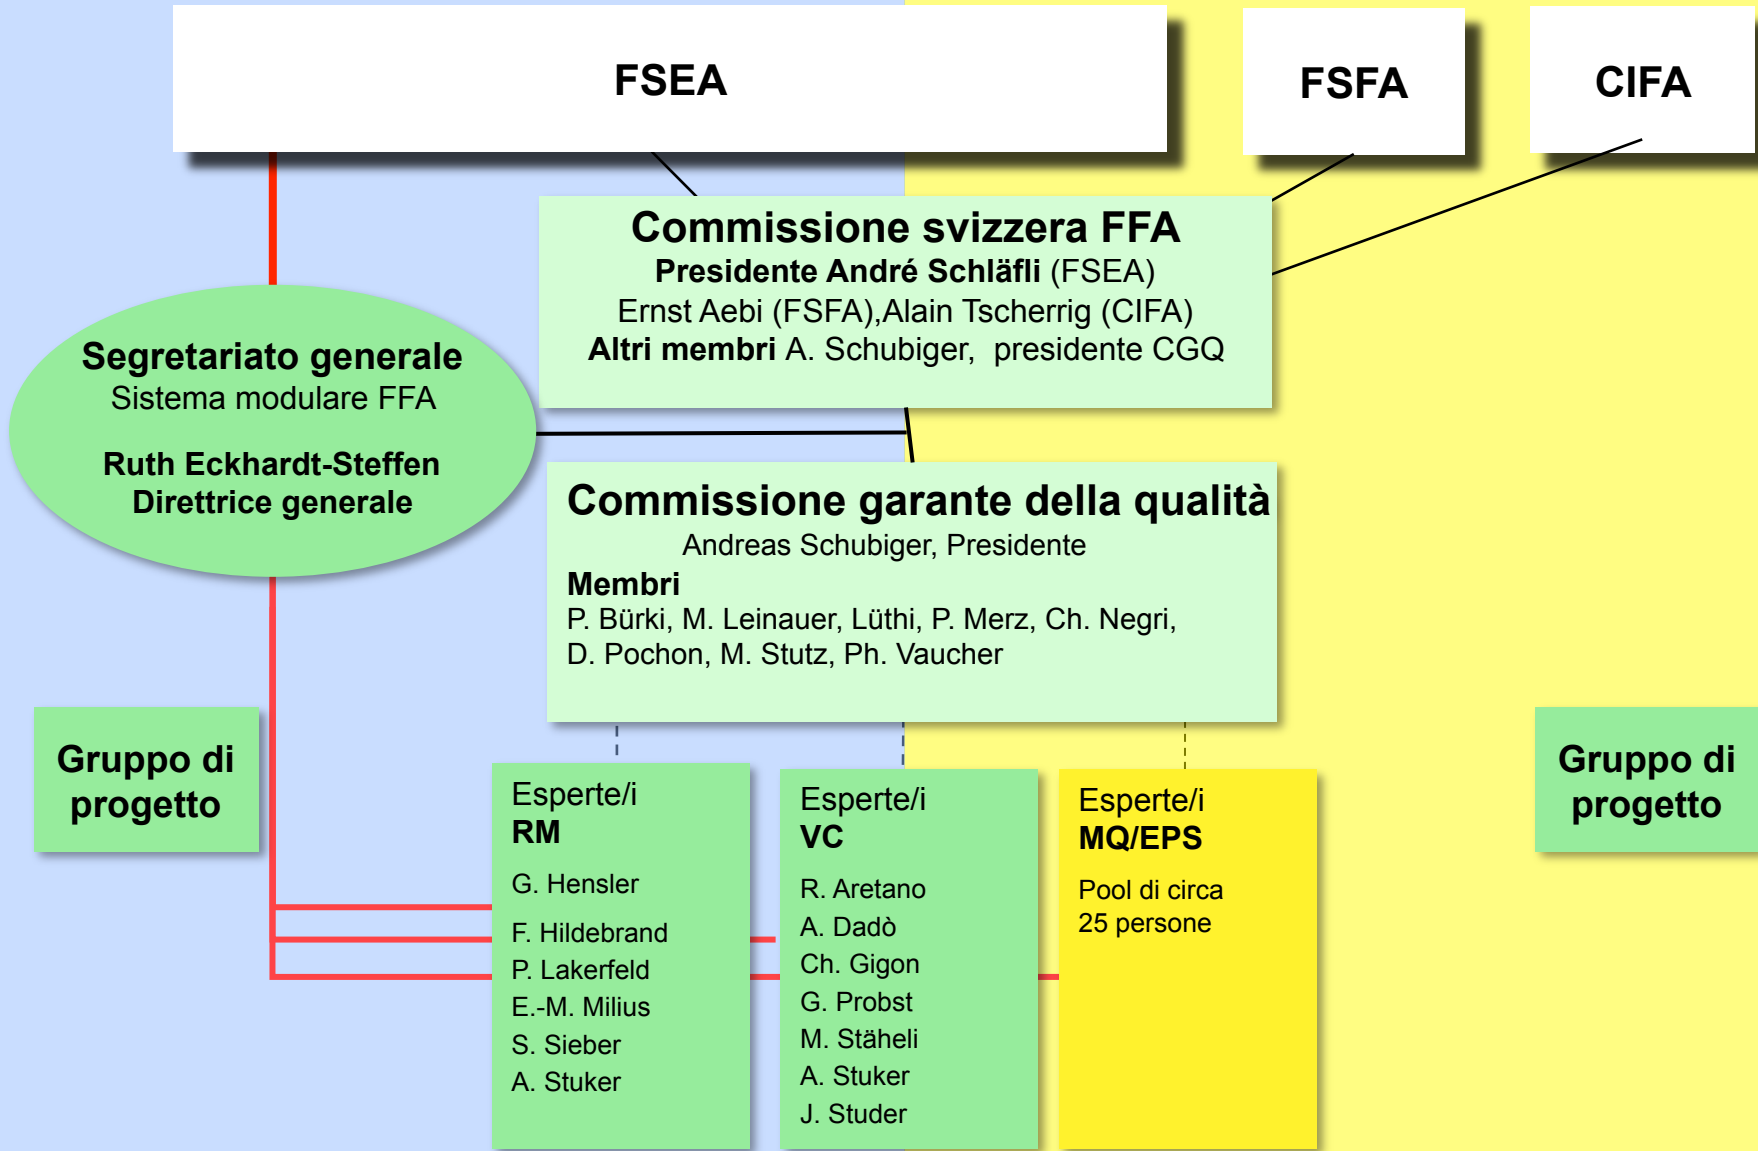 FSEA
FSFA
CIFA
Commissione svizzera FFA
Presidente André Schläfli (FSEA)
Ernst Aebi (FSFA),Alain Tscherrig (CIFA)
Altri membri A. Schubiger, presidente CGQ
Segretariato generale
Sistema modulare FFA
Ruth Eckhardt-Steffen
Direttrice generale
Commissione garante della qualità
Andreas Schubiger, Presidente
Membri
P. Bürki, M. Leinauer, Lüthi, P. Merz, Ch. Negri,
D. Pochon, M. Stutz, Ph. Vaucher
Gruppo di
progetto
Esperte/i
RM
G. Hensler
F. Hildebrand
P. Lakerfeld
E.-M. Milius
S. Sieber
A. Stuker
Esperte/i
VC
R. Aretano
A. Dadò
Ch. Gigon
G. Probst
M. Stäheli
A. Stuker
J. Studer
Esperte/i
MQ/EPS
Pool di circa
25 persone
Gruppo di
progetto